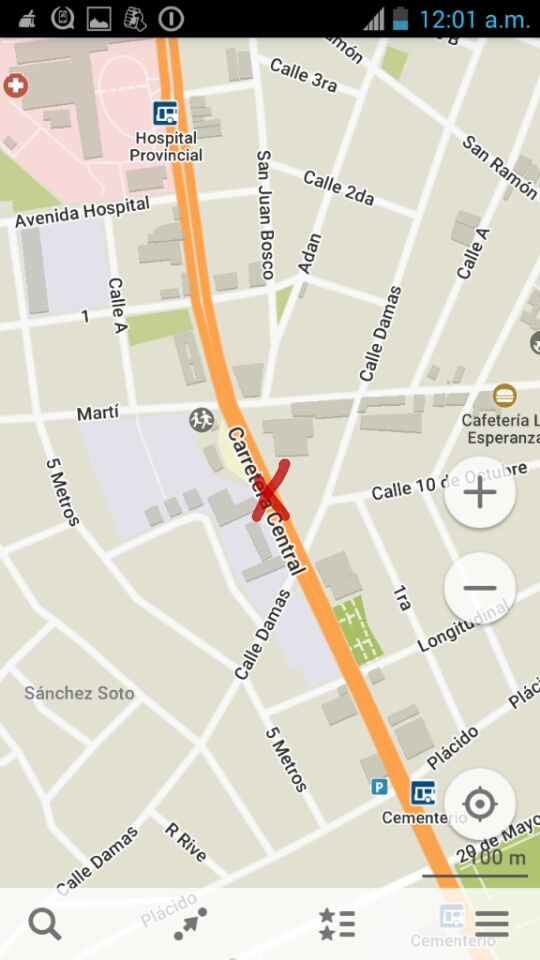 12:01 a.m.
B
Ramón
Calle 3ra
Hospital
Provincial
San Ramón
San Juan Bosco
Calle 2da
Avenida Hospital
Adan
Calle A
Calle A
1
Calle Damas
Martí
Cafetería L
Esperanza
Carretera Central
5 Metros
Calle 10 de Octubre
1ra
Longitudinal
Calle Damas
Sánchez Soto
Plác
5 Metros
Plácido
P
Cementerio
Calle Damas
R Rive
20 de Mayo
100 m
Plácido
Cementerio